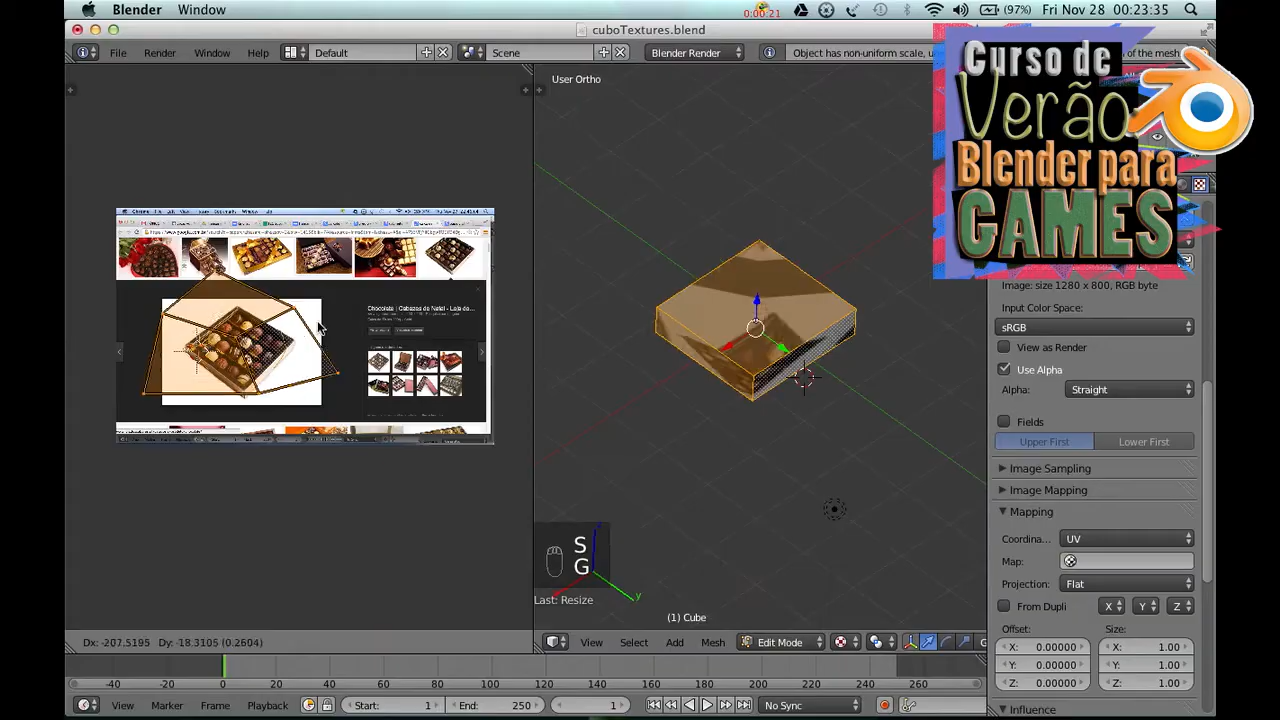 Blender Window
0:00:21
(97%) Fri Nov 28 00:23:35
cuboTextures.blend
File Render Window Help
Default
Scene
Blender Render
Object has non-uniform scale, u
of the mesh
Curso de
Verão
Blender para
GAMES
User Ortho
Image: size 1280 x 800, RGB byte
Input Color Space:
sRGB
View as Render
Use Alpha
Alpha: Straight
Fields
Upper First Lower First
Image Sampling
Image Mapping
Mapping
Coordina... UV
Map:
Projection: Flat
From Dupli X Y Z
Offset: Size:
X: 0.00000 X: 1.00
Y: 0.00000 Y: 1.00
Z: 0.00000 Z: 1.00
Influence
Chocolate | Cabazas de Natal - Loja de...
S
G
y
Last: Resize
(1) Cube
Dx: -207.5195 Dy: -18.3105 (0.2604)
View Select Add Mesh Edit Mode G
-40 -20 0 20 40 60 80 100 120 140 160 180 200 220 240 260
View Marker Frame Playback Start: 1 End: 250 1 No Sync